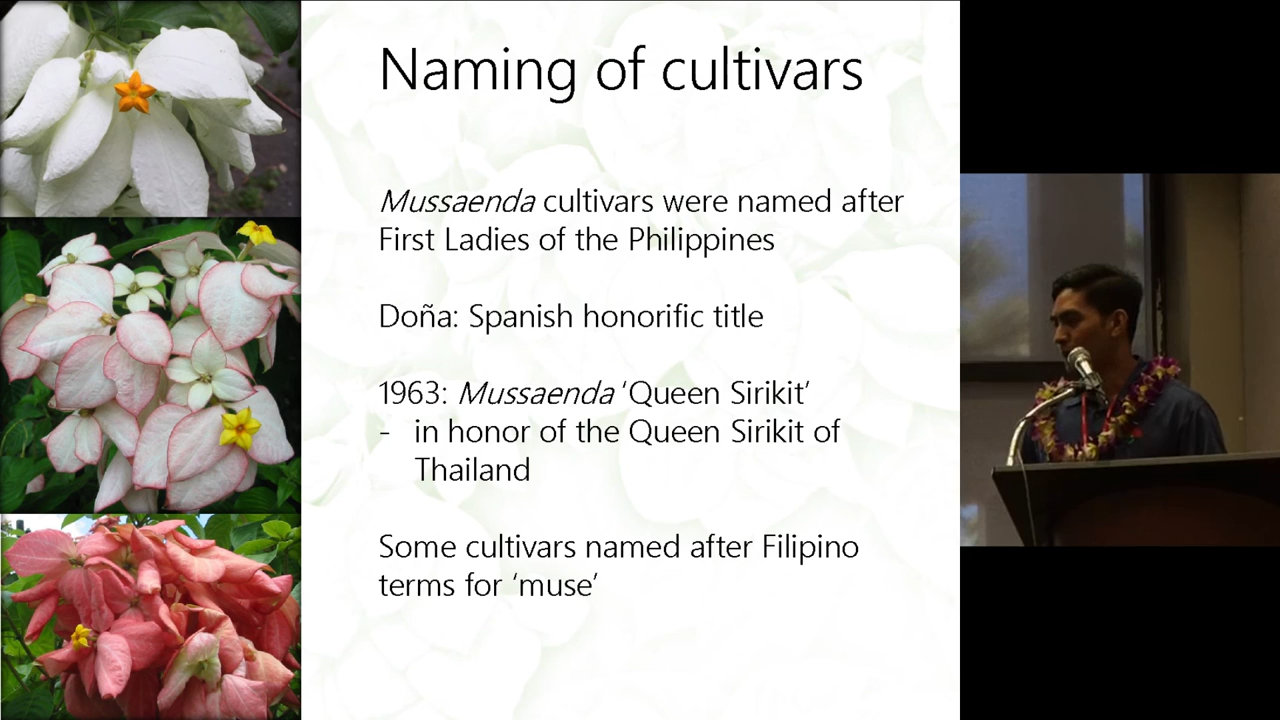 Naming of cultivars
Mussaenda cultivars were named after
First Ladies of the Philippines
Doña: Spanish honorific title
1963: Mussaenda ‘Queen Sirikit’
- in honor of the Queen Sirikit of
Thailand
Some cultivars named after Filipino
terms for ‘muse’